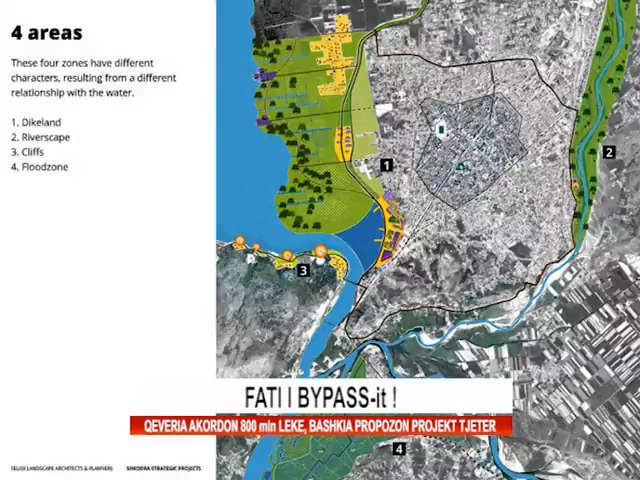 4 areas
These four zones have different
characters, resulting from a different
relationship with the water.
1. Dikeland
2. Riverscape
3. Cliffs
4. Floodzone
1
2
3
FATI I BYPASS-it !
QEVERIA AKORDON 800 mln LEKE, BASHKIA PROPOZON PROJEKT TJETER
4
FELIXX LANDSCAPE ARCHITECTS & PLANNERS SHKODRA STRATEGIC PROJECTS